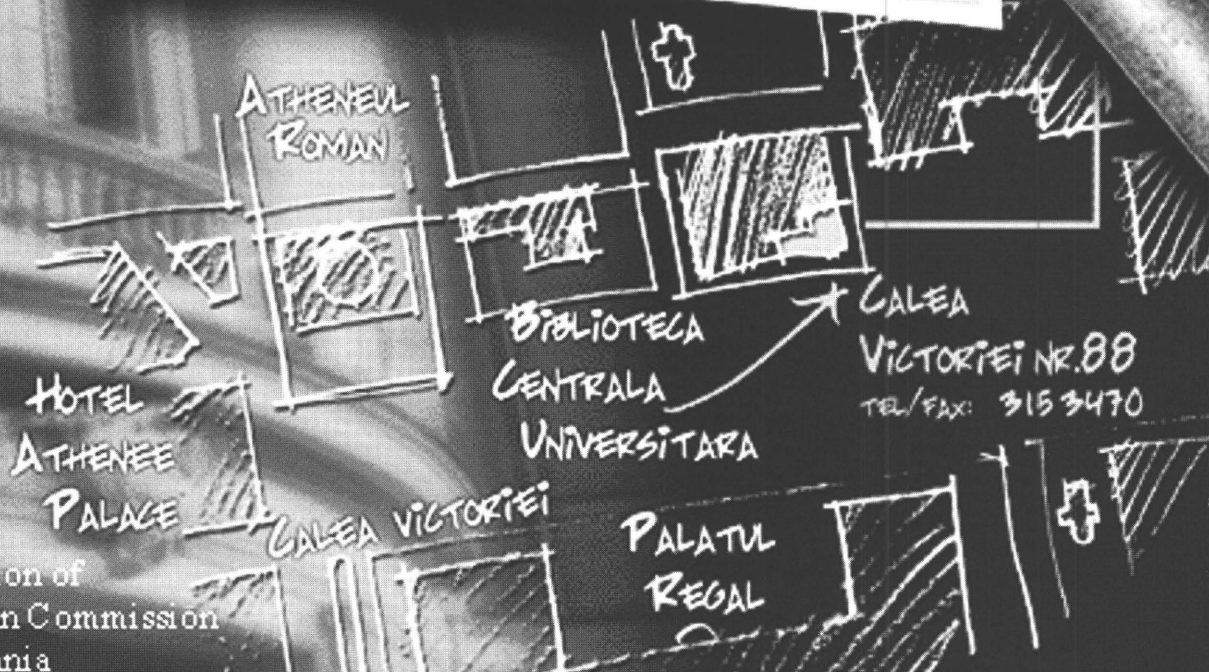 ATHENEUL
ROMAN
BiBLiOTECA
CENTRALA
UNiVERSiTARA
CALEA
ViCTORiEi NR.88
TEL/FAX: 315 3470
HOTEL
ATHENEE
PALACE
CALEA ViCTORiEi
PALATUL
REGAL
on of
n Commission
ania